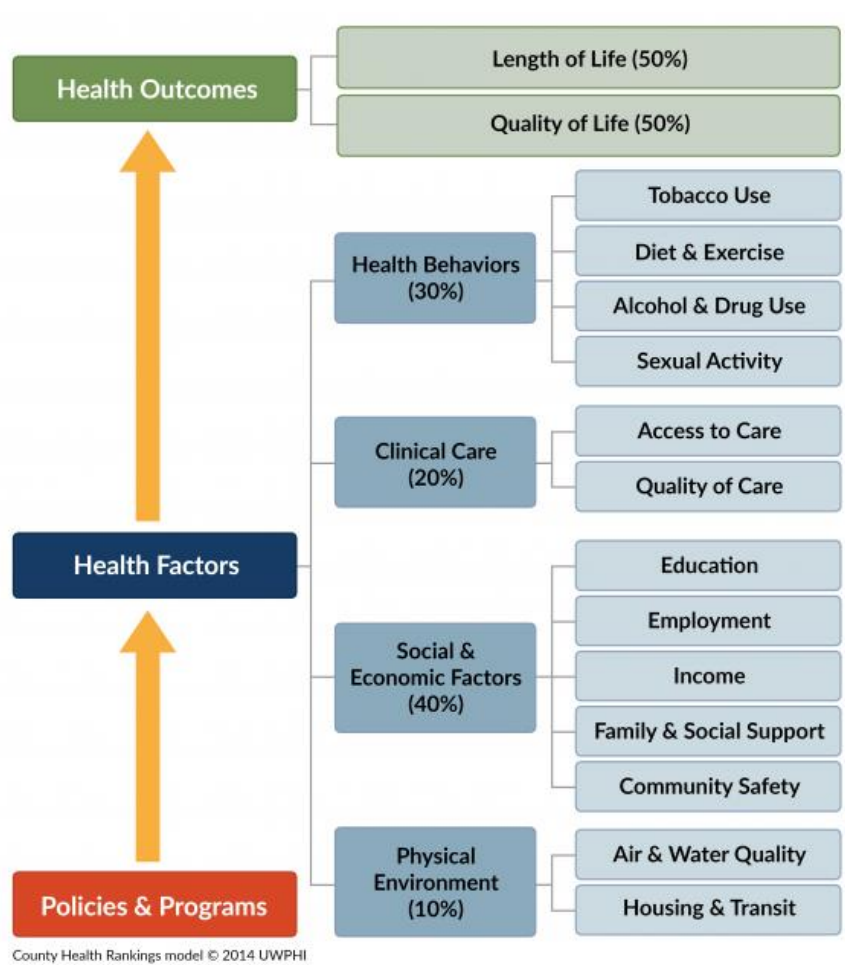 Health Outcomes
Length of Life (50%)
Quality of Life (50%)
Health Behaviors
(30%)
Tobacco Use
Diet & Exercise
Alcohol & Drug Use
Sexual Activity
Clinical Care
(20%)
Access to Care
Quality of Care
Health Factors
Social &
Economic Factors
(40%)
Education
Employment
Income
Family & Social Support
Community Safety
Physical
Environment
(10%)
Air & Water Quality
Housing & Transit
Policies & Programs
County Health Rankings model © 2014 UWPHI